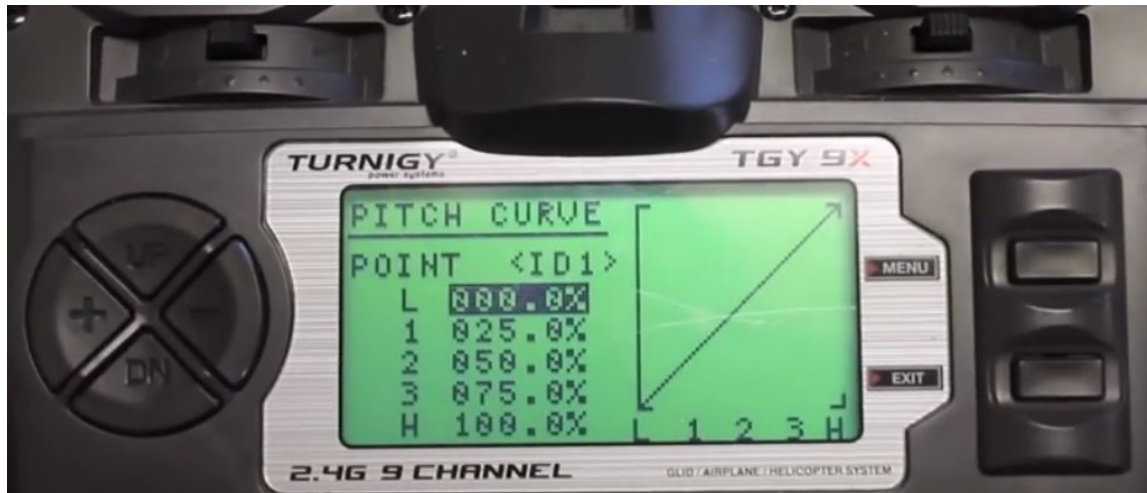 TURNIGY®
power systems
TGY 9X
PITCH CURVE
POINT <ID1>
L 000.0%
1 025.0%
2 050.0%
3 075.0%
H 100.0%
L 1 2 3 H
UP
+ -
DN
MENU
EXIT
2.4G 9 CHANNEL
GLID / AIRPLANE / HELICOPTER SYSTEM